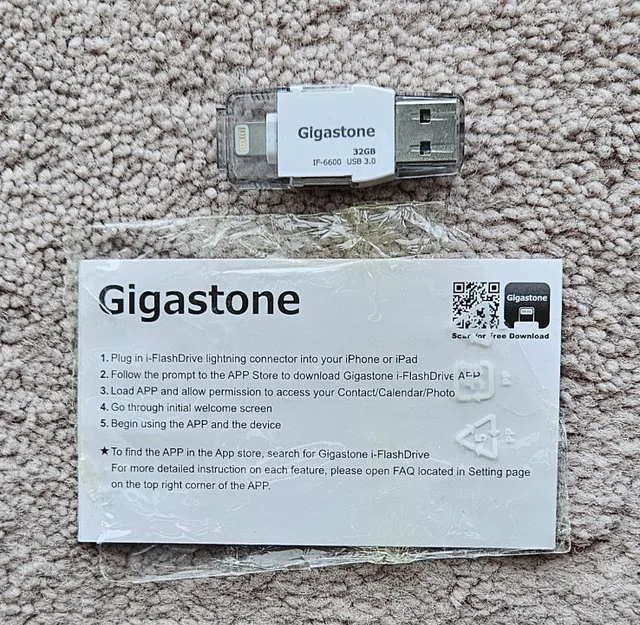 Gigastone
32GB
IF-6600 USB 3.0
Gigastone
Gigastone
Scan for Free Download
1. Plug in i-FlashDrive lightning connector into your iPhone or iPad
2. Follow the prompt to the APP Store to download Gigastone i-FlashDrive APP
3. Load APP and allow permission to access your Contact/Calendar/Photo
4. Go through initial welcome screen
5. Begin using the APP and the device
★To find the APP in the App store, search for Gigastone i-FlashDrive
For more detailed instruction on each feature, please open FAQ located in Setting page
on the top right corner of the APP.